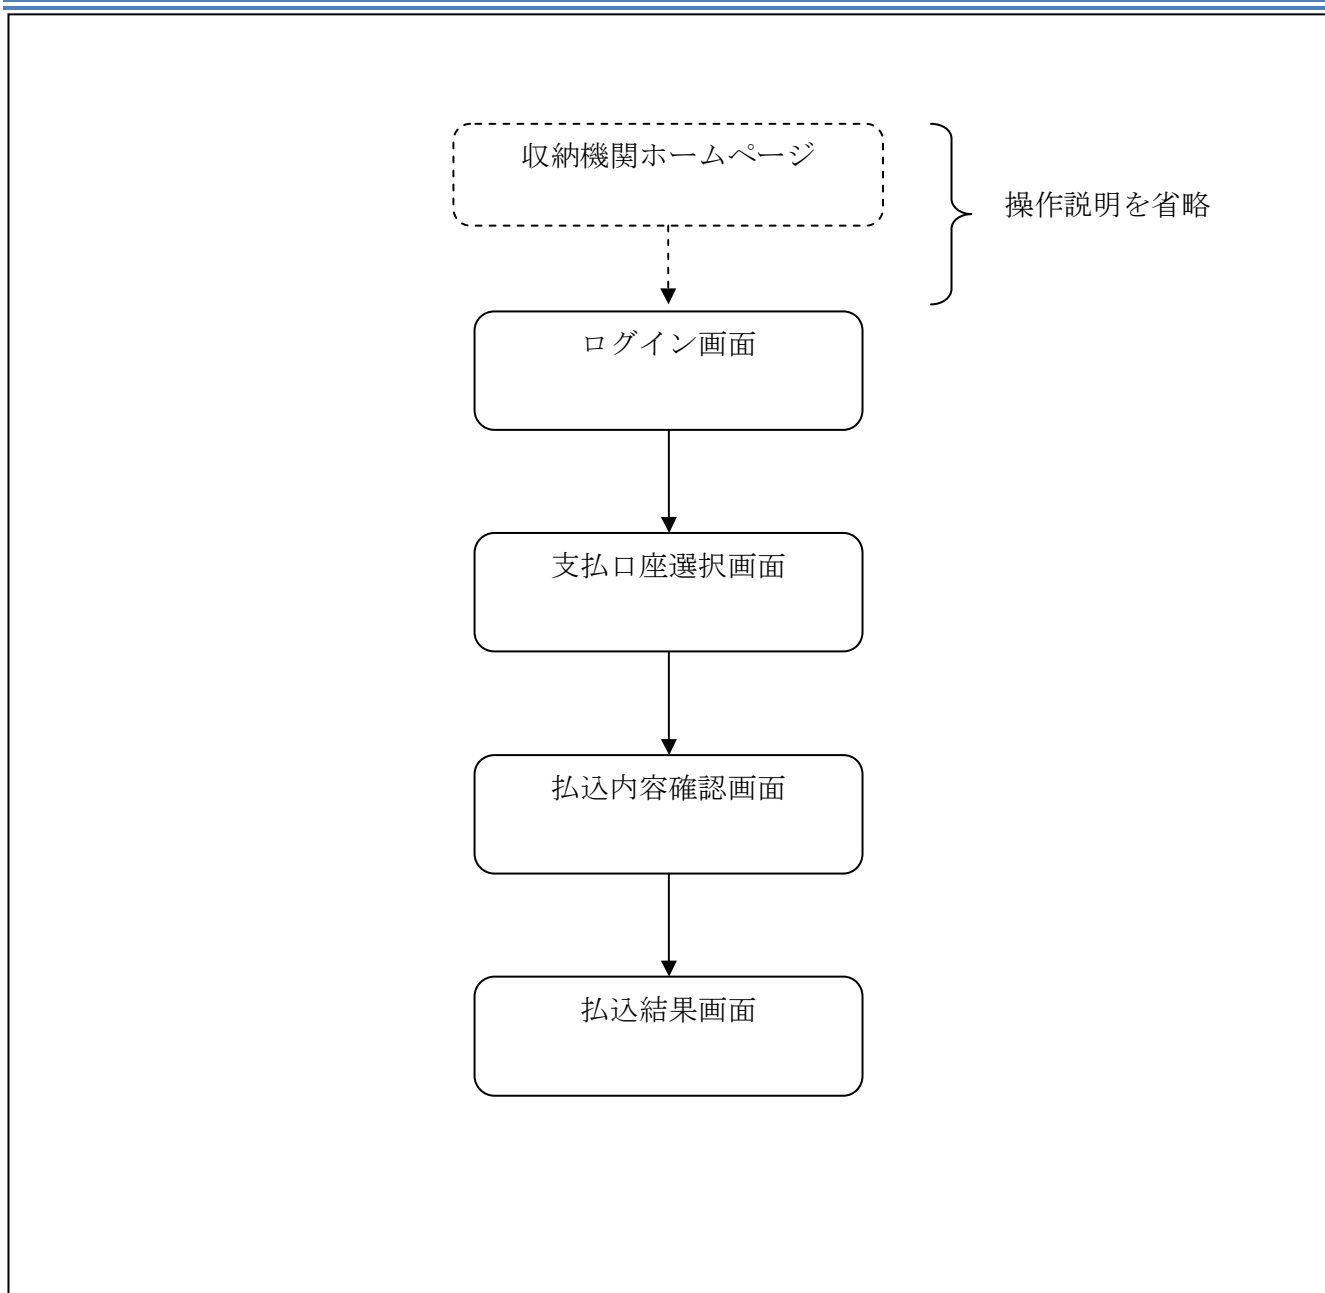 収納機関ホームページ
操作説明を省略
ログイン画面
支払口座選択画面
払込内容確認画面
払込結果画面